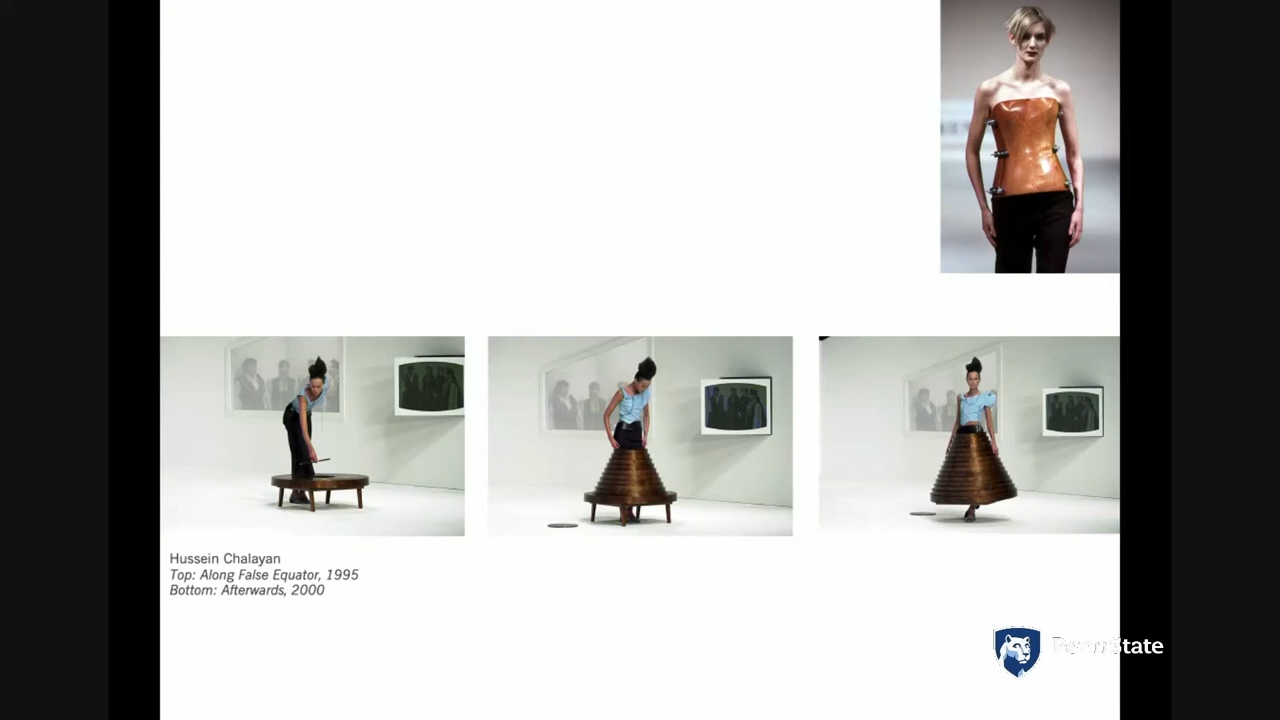 Hussein Chalayan
Top: Along False Equator, 1995
Bottom: Afterwards, 2000
PennState